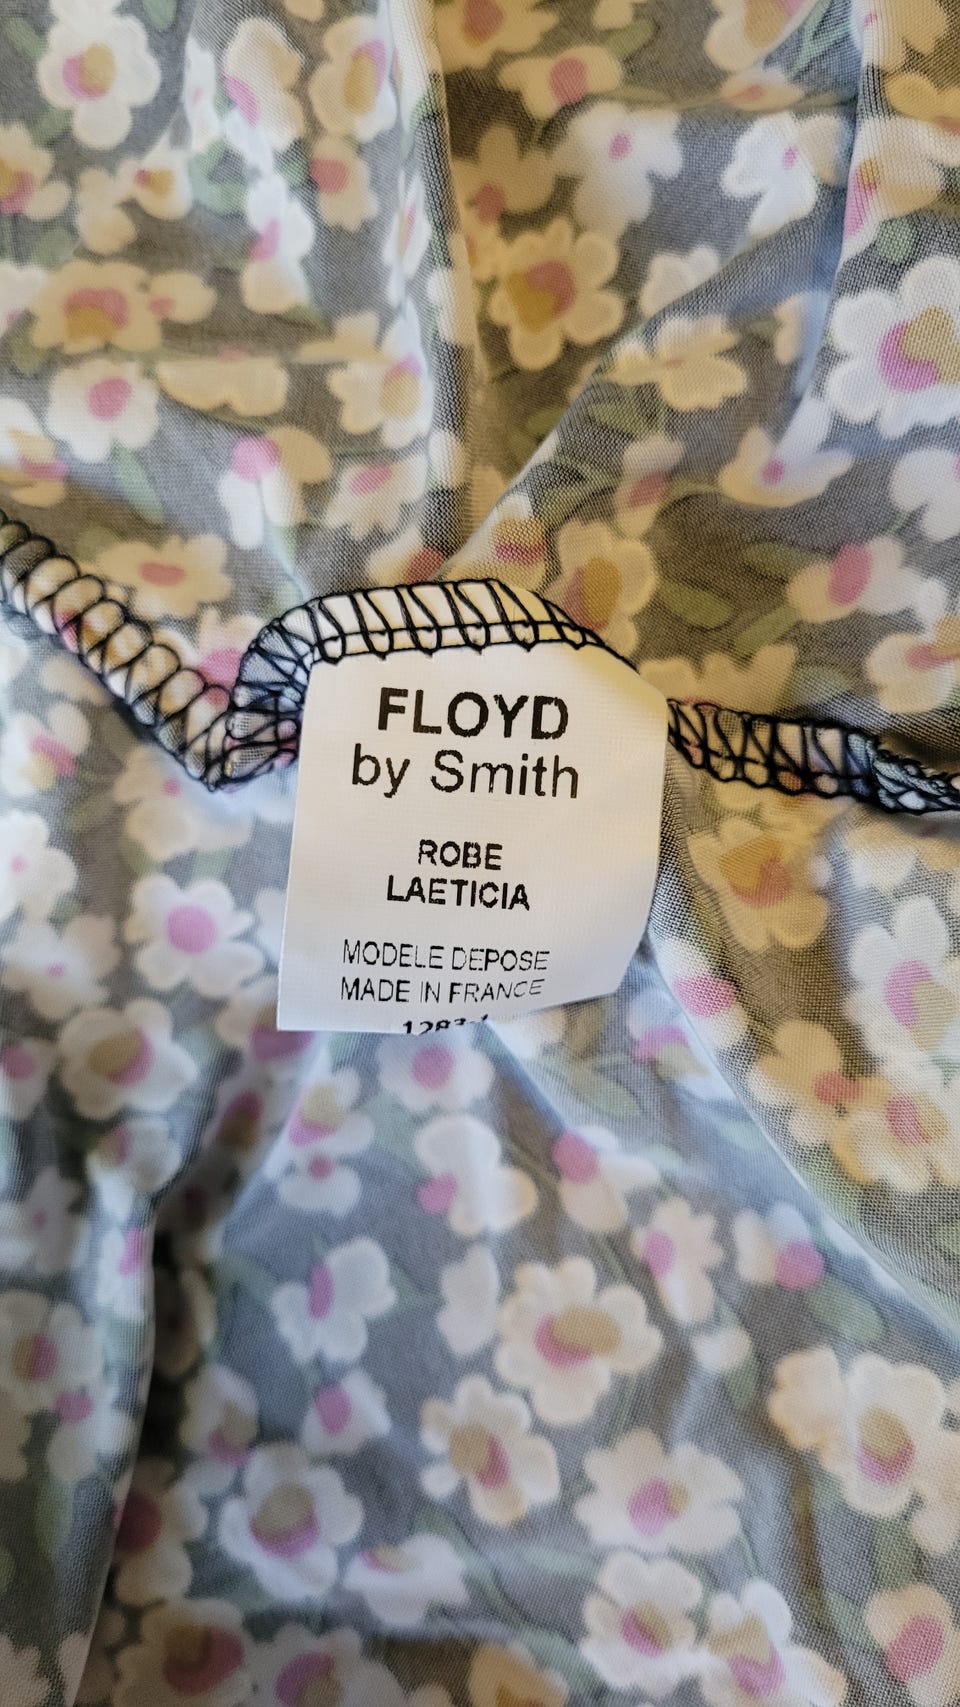 FLOYD
by Smith
ROBE
LAETICIA
MODELE DEPOSE
MADE IN FRANCE